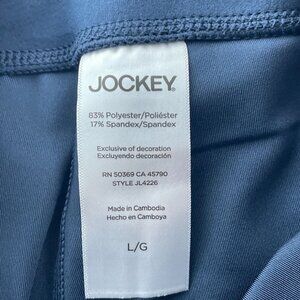 JOCKEY®
83% Polyester/Poliéster
17% Spandex/Spandex
Exclusive of decoration
Excluyendo decoración
RN 50369 CA 45790
STYLE JL4226
Made in Cambodia
Hecho en Camboya
L/G